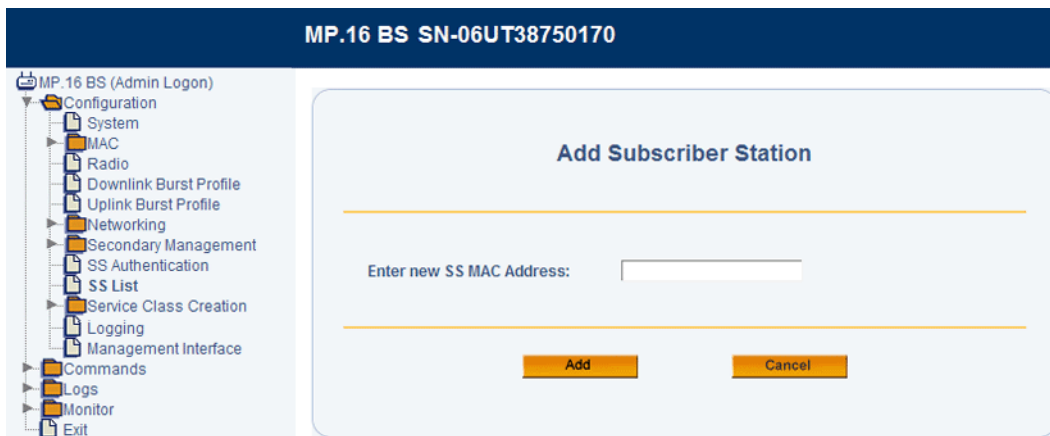 MP.16 BS SN-06UT38750170
MP.16 BS (Admin Logon)
Configuration
System
MAC
Radio
Downlink Burst Profile
Uplink Burst Profile
Networking
Secondary Management
SS Authentication
SS List
Service Class Creation
Logging
Management Interface
Commands
Logs
Monitor
Exit
Add Subscriber Station
Enter new SS MAC Address:
Add
Cancel